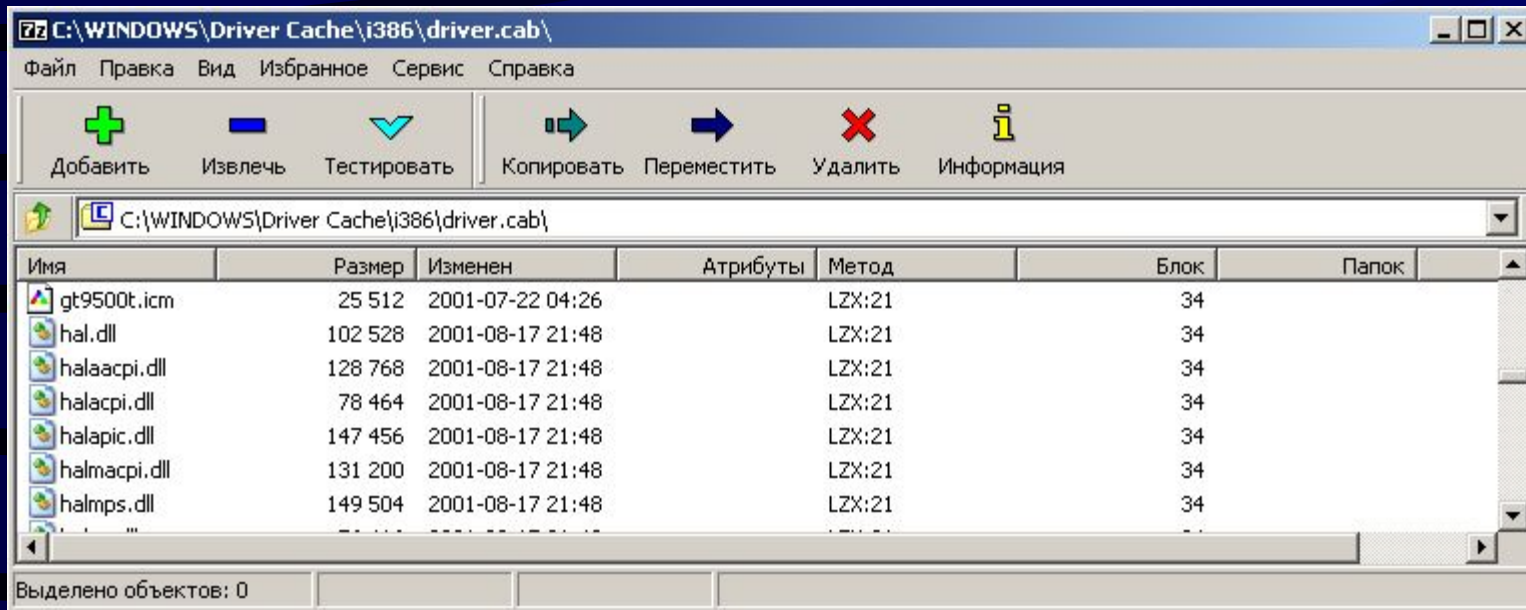 C:\WINDOWS\Driver Cache\i386\driver.cab\
Файл Правка Вид Избранное Сервис Справка
Добавить Извлечь Тестировать Копировать Переместить Удалить Информация
C:\WINDOWS\Driver Cache\i386\driver.cab\
Имя Размер Изменен Атрибуты Метод Блок Папок
gt9500t.icm 25 512 2001-07-22 04:26 LZX:21 34
hal.dll 102 528 2001-08-17 21:48 LZX:21 34
halaacpi.dll 128 768 2001-08-17 21:48 LZX:21 34
halacpi.dll 78 464 2001-08-17 21:48 LZX:21 34
halapic.dll 147 456 2001-08-17 21:48 LZX:21 34
halmacpi.dll 131 200 2001-08-17 21:48 LZX:21 34
halmps.dll 149 504 2001-08-17 21:48 LZX:21 34
Выделено объектов: 0